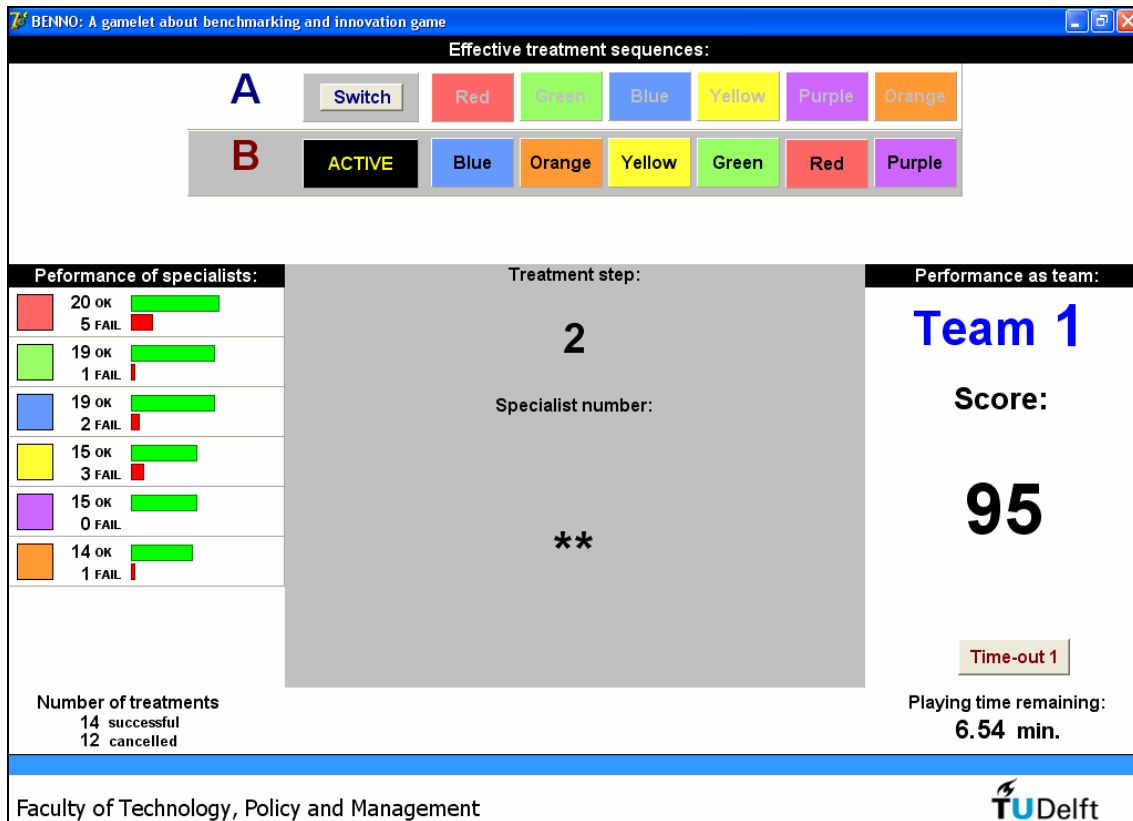 BENNO: A gamelet about benchmarking and innovation game
Effective treatment sequences:
A Switch Red Green Blue Yellow Purple Orange
B ACTIVE Blue Orange Yellow Green Red Purple
Peformance of specialists:
20 OK
5 FAIL
19 OK
1 FAIL
19 OK
2 FAIL
15 OK
3 FAIL
15 OK
0 FAIL
14 OK
1 FAIL
Number of treatments
14 successful
12 cancelled
Treatment step:
2
Specialist number:
**
Performance as team:
Team 1
Score:
95
Time-out 1
Playing time remaining:
6.54 min.
Faculty of Technology, Policy and Management
TUDelft